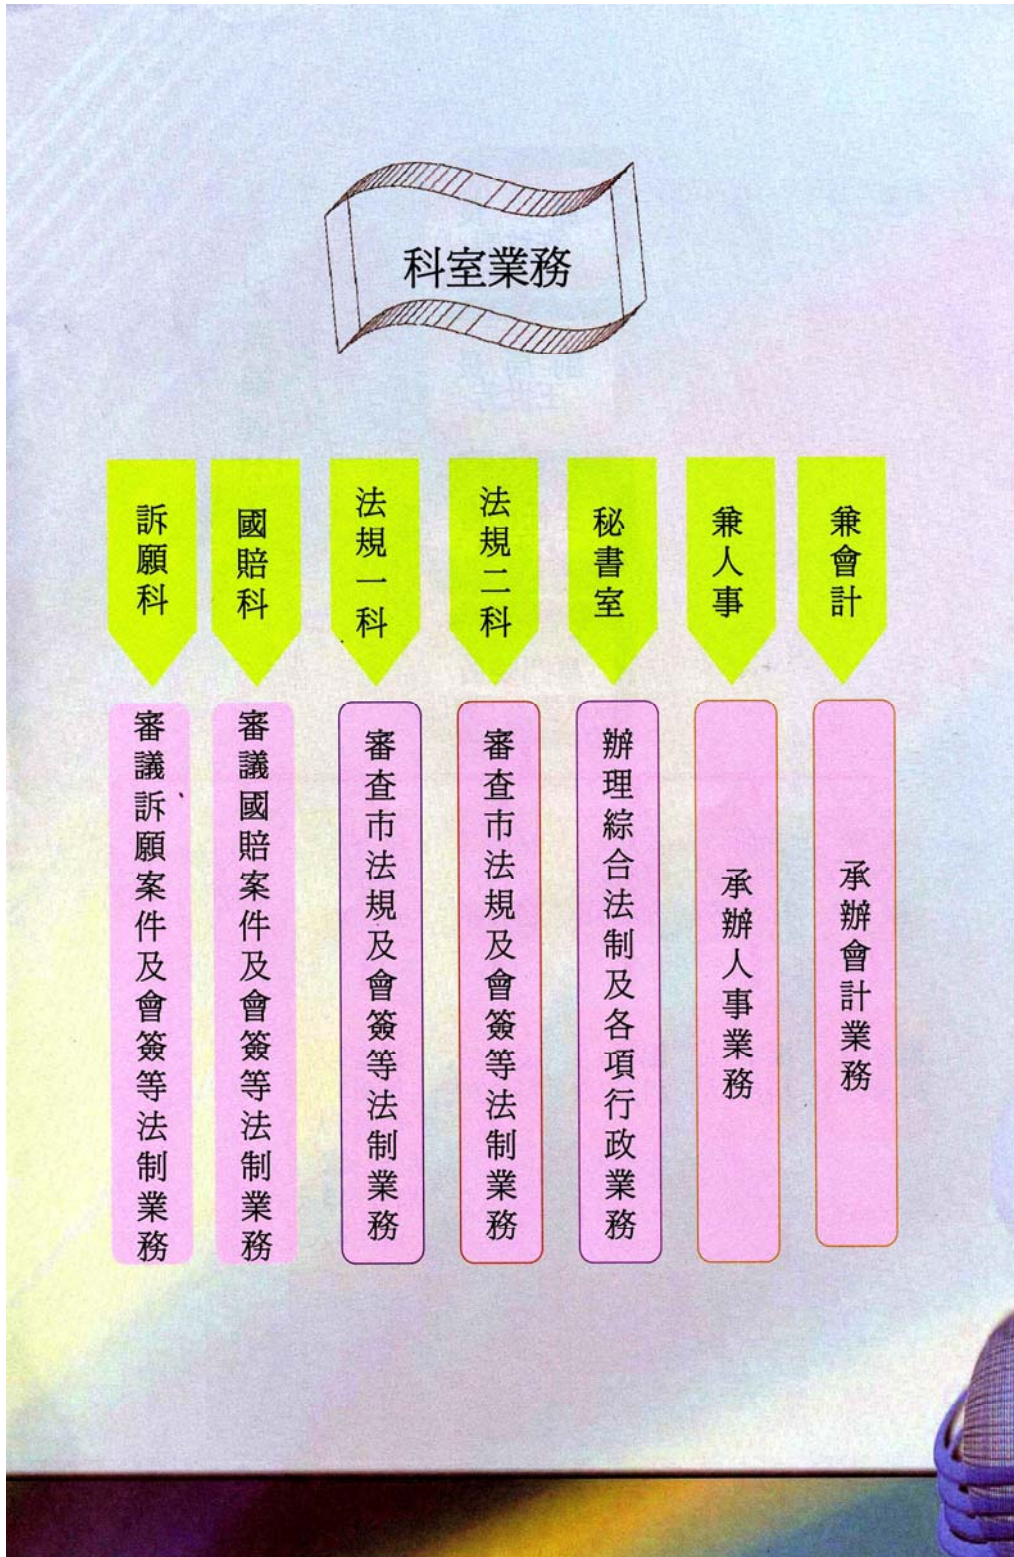 科室業務
訴願科
國賠科
法規一科
法規二科
秘書室
兼人事
兼會計
審議訴願案件及會簽等法制業務
審議國賠案件及會簽等法制業務
審查市法規及會簽等法制業務
審查市法規及會簽等法制業務
辦理綜合法制及各項行政業務
承辦人事業務
承辦會計業務